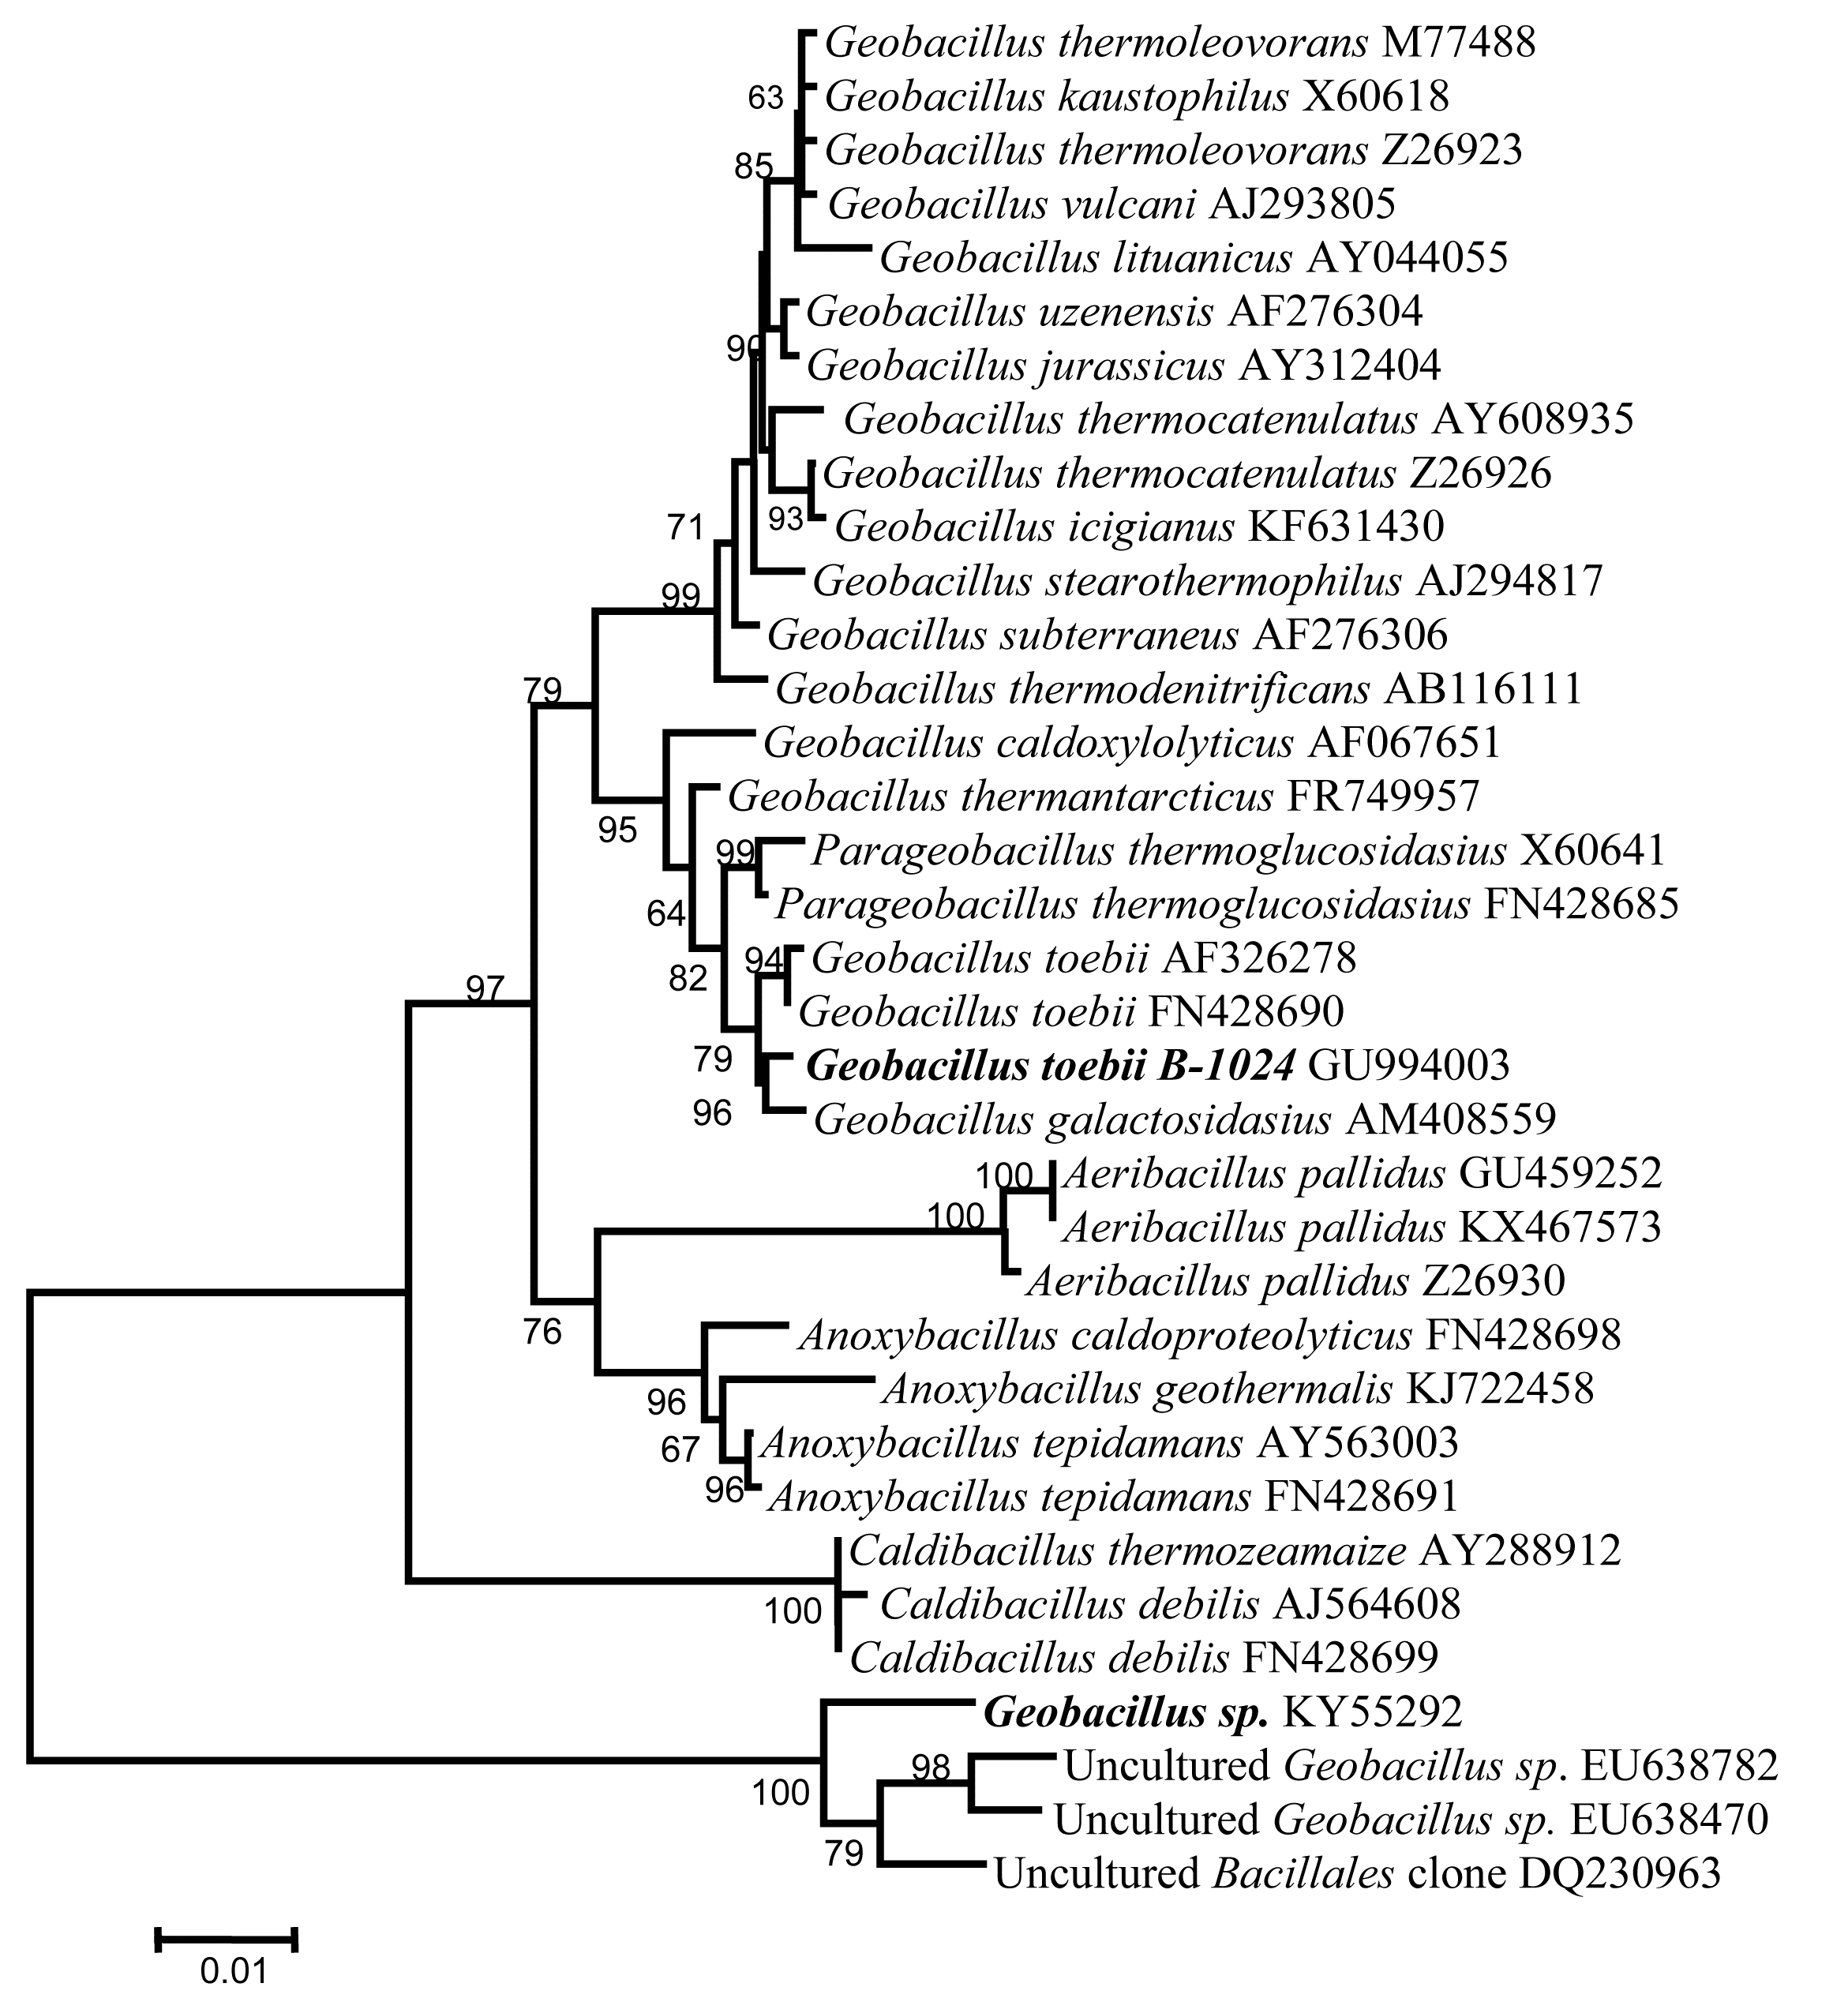 Geobacillus thermoleovorans M77488
63
Geobacillus kaustophilus X60618
Geobacillus thermoleovorans Z26923
85
Geobacillus vulcani AJ293805
Geobacillus lituanicus AY044055
Geobacillus uzenensis AF276304
90
Geobacillus jurassicus AY312404
Geobacillus thermocatenulatus AY608935
Geobacillus thermocatenulatus Z26926
93
71
Geobacillus icigianus KF631430
Geobacillus stearothermophilus AJ294817
99
Geobacillus subterraneus AF276306
79
Geobacillus thermodenitrificans AB116111
Geobacillus caldoxylolyticus AF067651
Geobacillus thermantarcticus FR749957
95
99
Parageobacillus thermoglucosidasius X60641
64
Parageobacillus thermoglucosidasius FN428685
94
Geobacillus toebii AF326278
82
97
Geobacillus toebii FN428690
79
Geobacillus toebii B-1024 GU994003
96
Geobacillus galactosidasius AM408559
100
Aeribacillus pallidus GU459252
100
Aeribacillus pallidus KX467573
Aeribacillus pallidus Z26930
76
Anoxybacillus caldoproteolyticus FN428698
96
Anoxybacillus geothermalis KJ722458
67
Anoxybacillus tepidamans AY563003
96
Anoxybacillus tepidamans FN428691
Caldibacillus thermozeamaize AY288912
100
Caldibacillus debilis AJ564608
Caldibacillus debilis FN428699
Geobacillus sp. KY55292
98
Uncultured Geobacillus sp. EU638782
100
Uncultured Geobacillus sp. EU638470
79
Uncultured Bacillales clone DQ230963
0.01